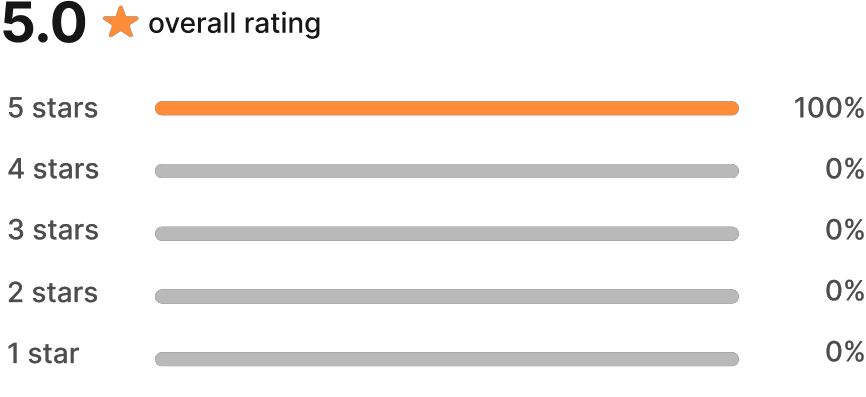 5.0 overall rating
5 stars 100%
4 stars 0%
3 stars 0%
2 stars 0%
1 star 0%